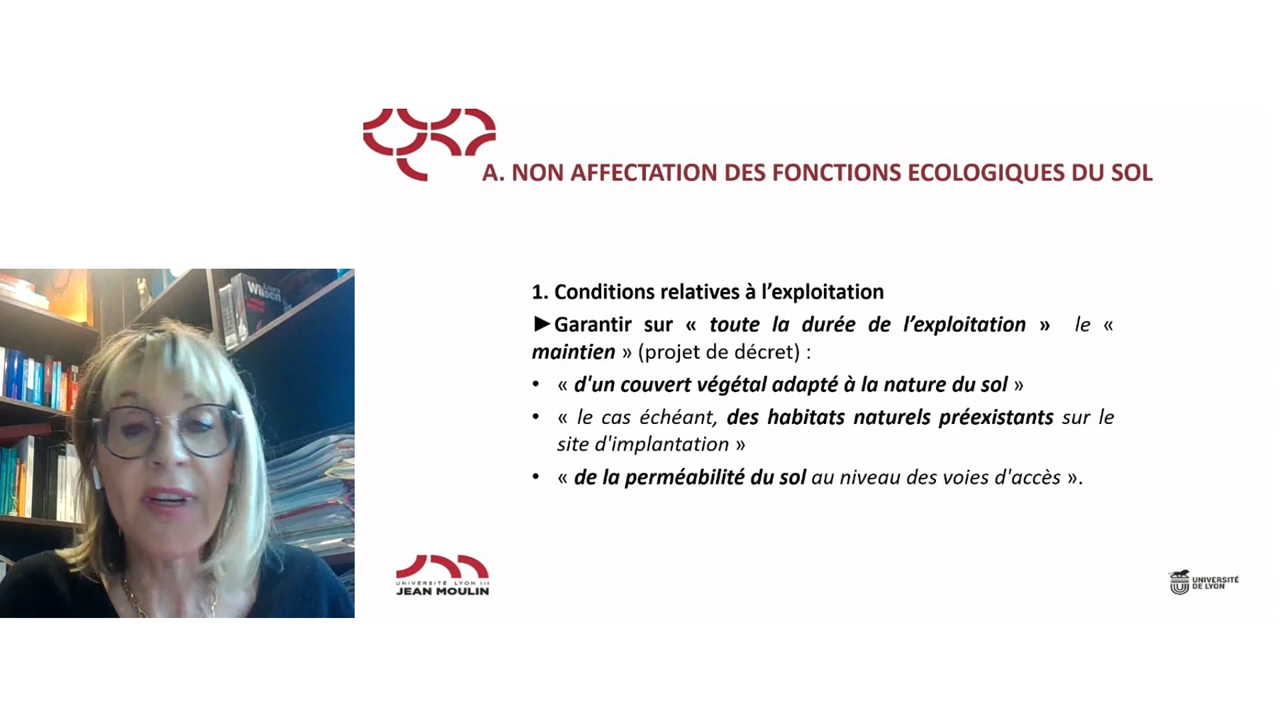 A. NON AFFECTATION DES FONCTIONS ECOLOGIQUES DU SOL
1. Conditions relatives à l’exploitation
►Garantir sur « toute la durée de l’exploitation » le «
maintien » (projet de décret) :
• « d'un couvert végétal adapté à la nature du sol »
• « le cas échéant, des habitats naturels préexistants sur le
site d'implantation »
• « de la perméabilité du sol au niveau des voies d'accès ».
UNIVERSITÉ LYON III
JEAN MOULIN
UNIVERSITÉ
DE LYON
Wilson